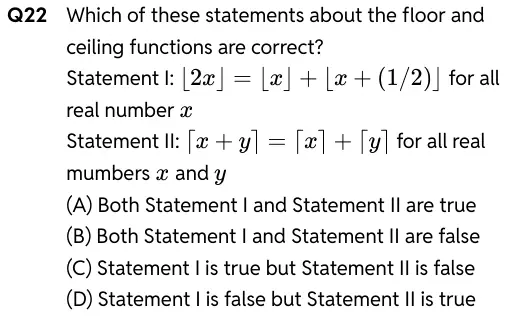 Q22 Which of these statements about the floor and
ceiling functions are correct?
Statement I: ⌊2x⌋ = ⌊x⌋ + ⌊x + (1/2)⌋ for all
real number x
Statement II: ⌈x + y⌉ = ⌈x⌉ + ⌈y⌉ for all real
mumbers x and y
(A) Both Statement I and Statement II are true
(B) Both Statement I and Statement II are false
(C) Statement I is true but Statement II is false
(D) Statement I is false but Statement II is true